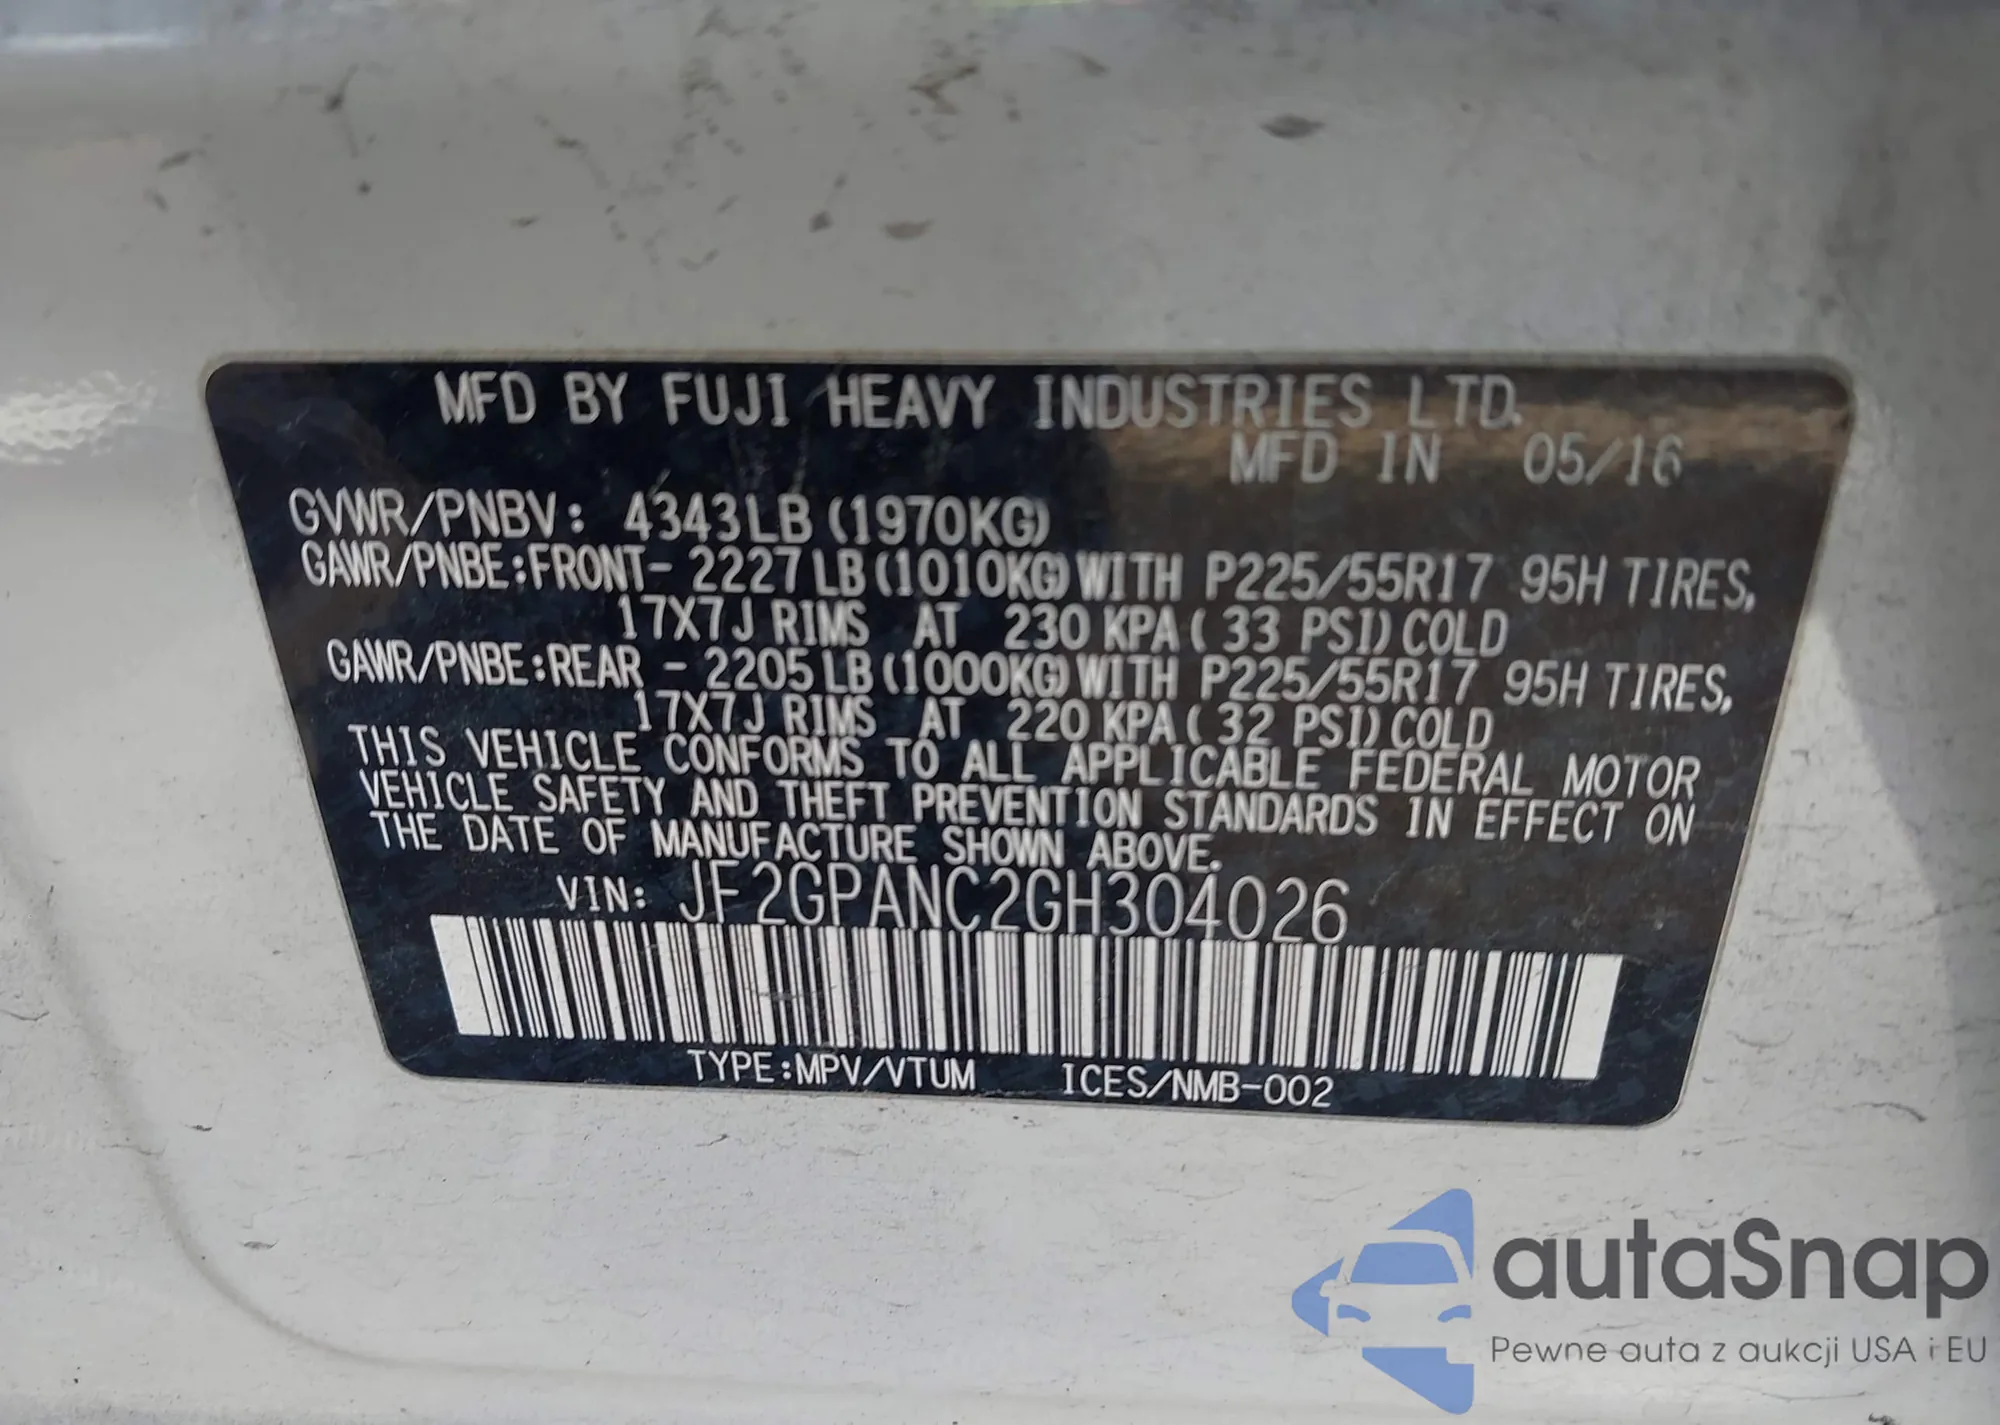 MFD BY FUJI HEAVY INDUSTRIES LTD.
MFD IN 05/16
GVWR/PNBV: 4343LB (1970KG)
GAWR/PNBE:FRONT- 2227LB (1010KG) WITH P225/55R17 95H TIRES,
17X7J RIMS AT 230 KPA ( 33 PSI) COLD
GAWR/PNBE:REAR - 2205LB (1000KG) WITH P225/55R17 95H TIRES,
17X7J RIMS AT 220 KPA ( 32 PSI) COLD
THIS VEHICLE CONFORMS TO ALL APPLICABLE FEDERAL MOTOR
VEHICLE SAFETY AND THEFT PREVENTION STANDARDS IN EFFECT ON
THE DATE OF MANUFACTURE SHOWN ABOVE.
VIN: JF2GPANC2GH304026
TYPE:MPV/VTUM ICES/NMB-002
autaSnap
Pewne auta z aukcji USA i EU